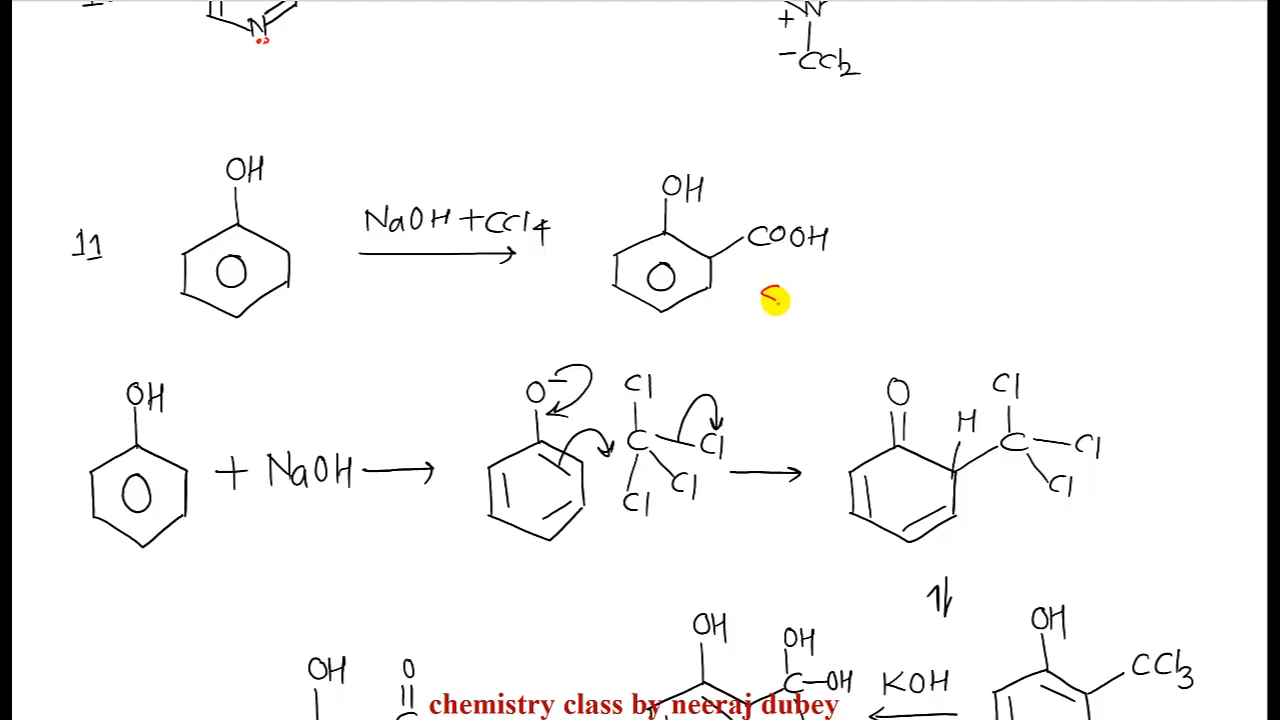 N
+ N
-CCl2
OH
OH
11
NaOH+CCl4
COOH
OH
+ NaOH
O-
Cl
C
Cl
Cl
Cl
O
H
Cl
C
Cl
Cl
OH
O
C
OH
OH
C-OH
KOH
OH
CCl3
chemistry class by neeraj dubey